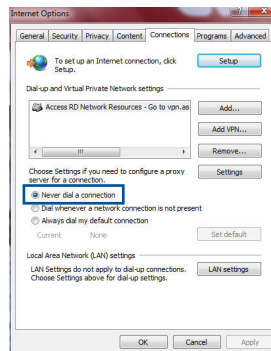 Internet Options
General Security Privacy Content Connections Programs Advanced
To set up an Internet connection, click
Setup.
Setup
Dial-up and Virtual Private Network settings
Access RD Network Resources - Go to vpn.as
Add...
Add VPN...
Remove...
Choose Settings if you need to configure a proxy
server for a connection.
Settings
Never dial a connection
Dial whenever a network connection is not present
Always dial my default connection
Current None
Set default
Local Area Network (LAN) settings
LAN Settings do not apply to dial-up connections.
Choose Settings above for dial-up settings.
LAN settings
OK Cancel Apply